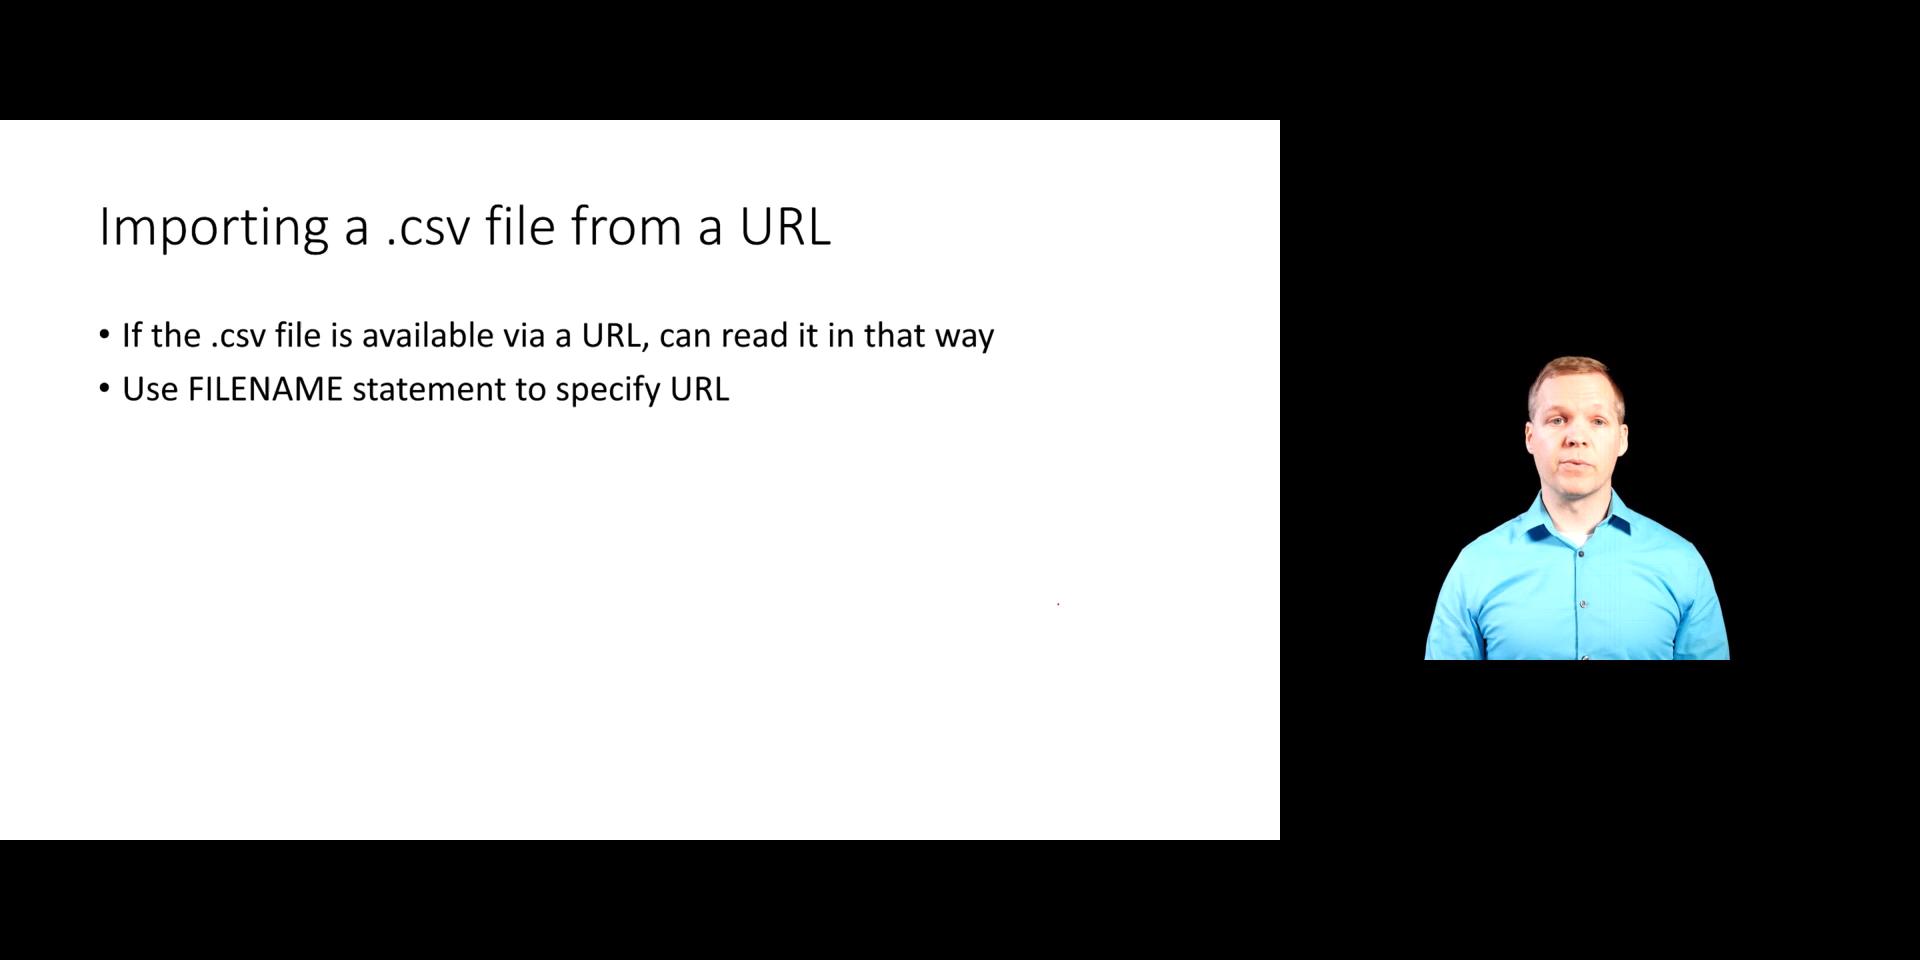 Importing a .csv file from a URL
• If the .csv file is available via a URL, can read it in that way
• Use FILENAME statement to specify URL